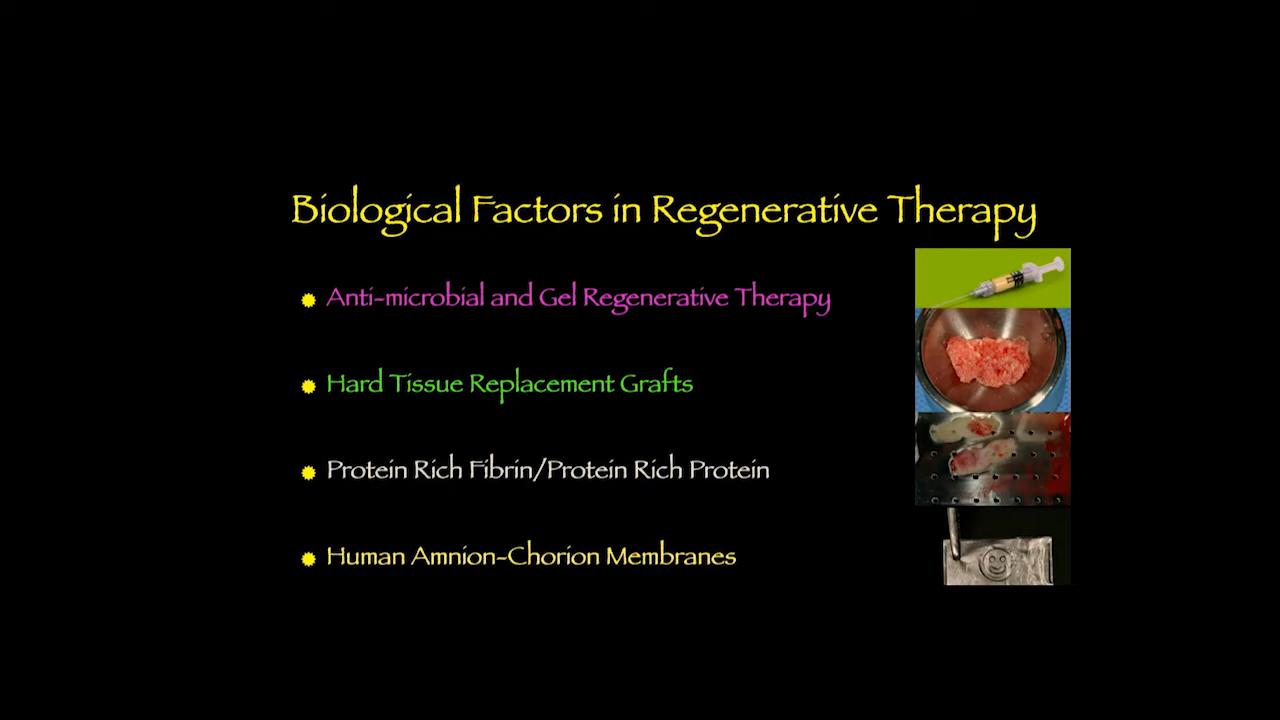 Biological Factors in Regenerative Therapy
Anti-microbial and Gel Regenerative Therapy
Hard Tissue Replacement Grafts
Protein Rich Fibrin/Protein Rich Protein
Human Amnion-Chorion Membranes